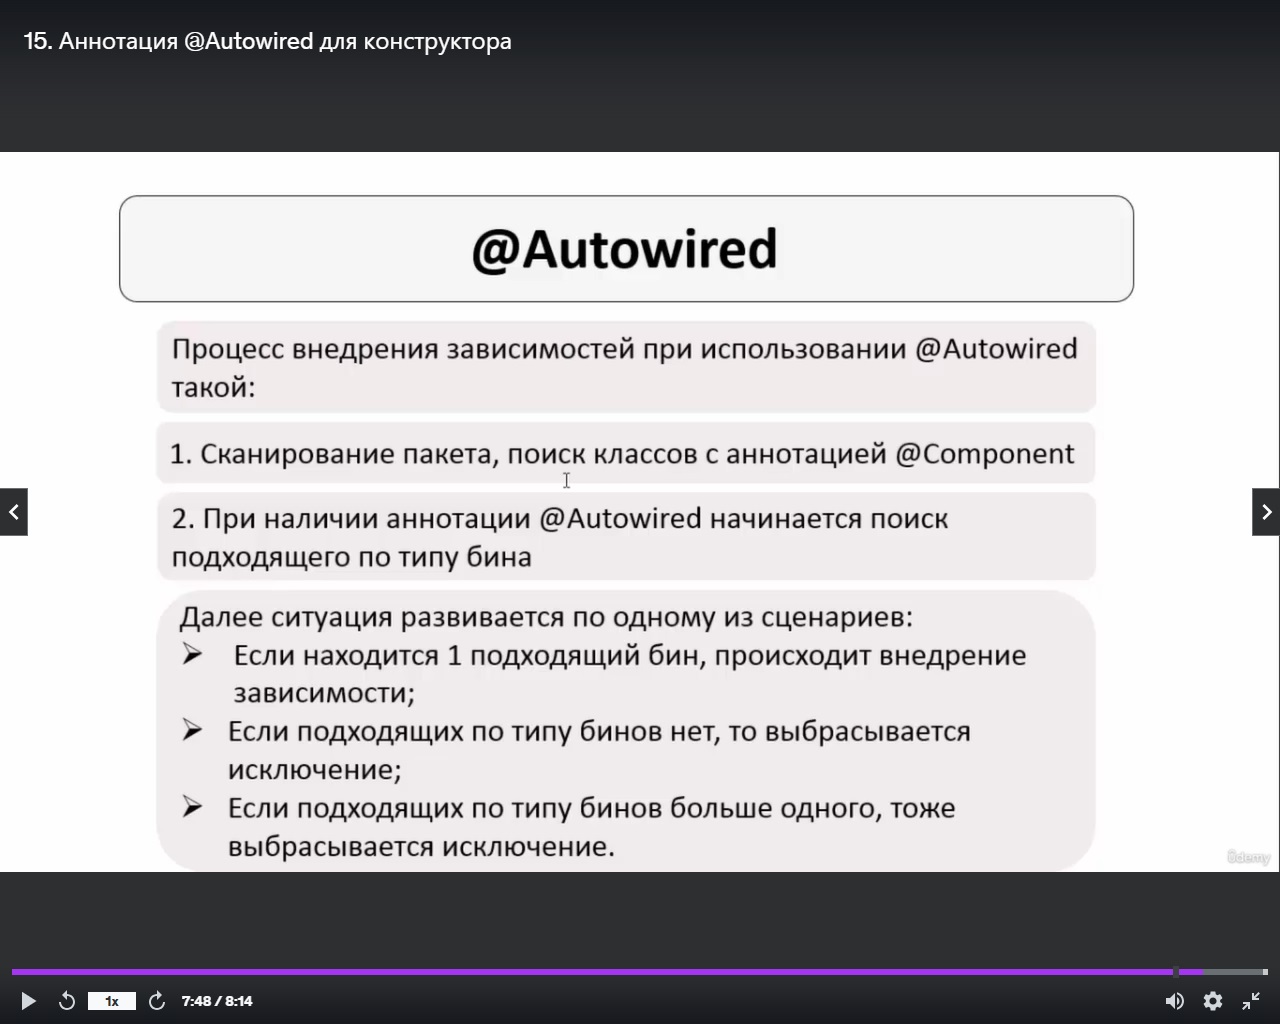 15. Аннотация @Autowired для конструктора
@Autowired
Процесс внедрения зависимостей при использовании @Autowired
такой:
1. Сканирование пакета, поиск классов с аннотацией @Component
2. При наличии аннотации @Autowired начинается поиск
подходящего по типу бина
Далее ситуация развивается по одному из сценариев:
Если находится 1 подходящий бин, происходит внедрение
зависимости;
Если подходящих по типу бинов нет, то выбрасывается
исключение;
Если подходящих по типу бинов больше одного, тоже
выбрасывается исключение.
ûdemy
1x
7:48 / 8:14